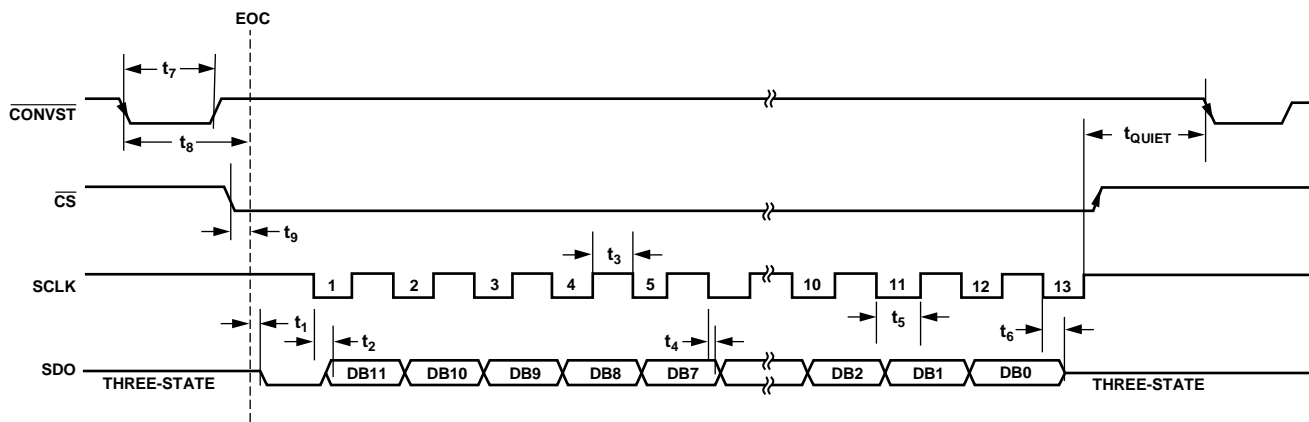 EOC
t7
CONVST
t8
tQUIET
CS
t9
t3
SCLK
1 2 3 4 5 10 11 12 13
t1
t2
t4
t5
t6
SDO
THREE-STATE
DB11 DB10 DB9 DB8 DB7 DB2 DB1 DB0
THREE-STATE